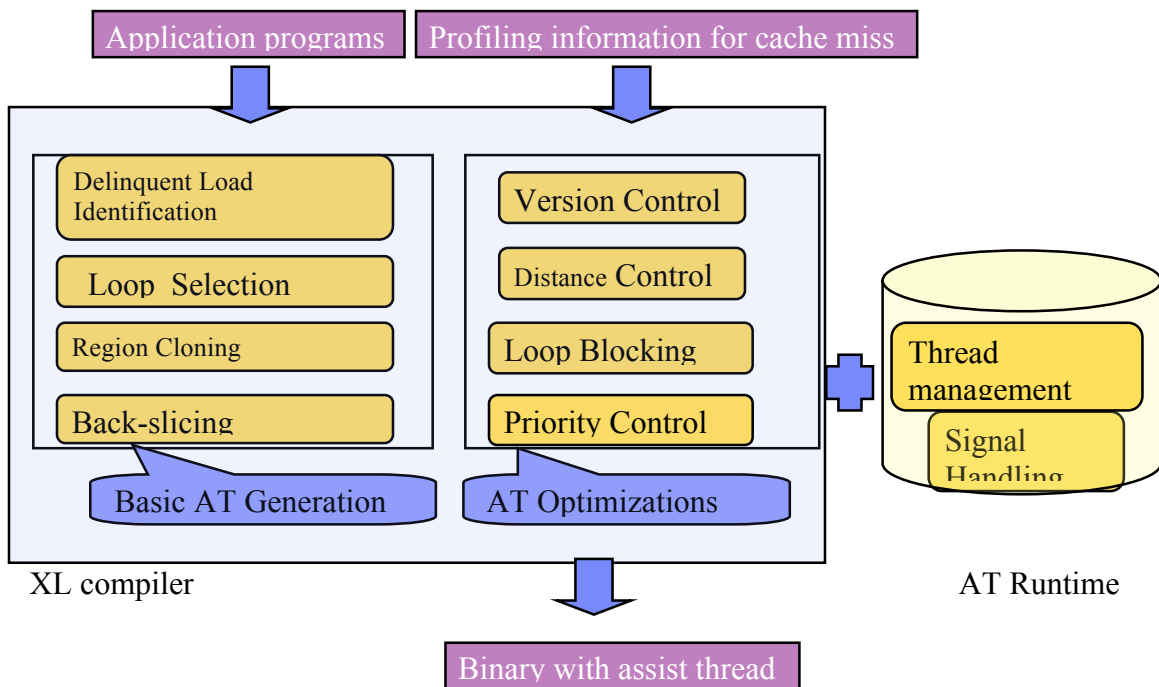 Application programs
Profiling information for cache miss
Delinquent Load
Identification
Loop Selection
Region Cloning
Back-slicing
Basic AT Generation
Version Control
Distance Control
Loop Blocking
Priority Control
AT Optimizations
Thread
management
Signal
Handling
XL compiler
AT Runtime
Binary with assist thread